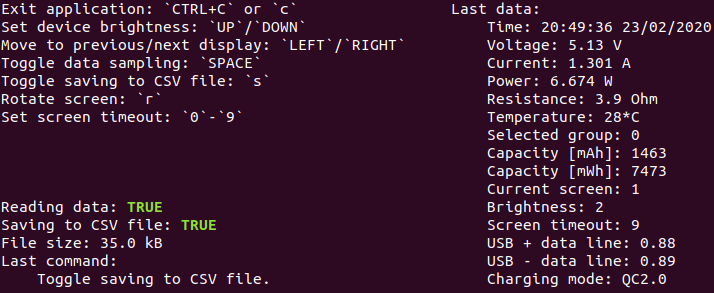 Exit application: `CTRL+C` or `c`
Set device brightness: `UP`/`DOWN`
Move to previous/next display: `LEFT`/`RIGHT`
Toggle data sampling: `SPACE`
Toggle saving to CSV file: `s`
Rotate screen: `r`
Set screen timeout: `0`-`9`
Reading data: TRUE
Saving to CSV file: TRUE
File size: 35.0 kB
Last command:
Toggle saving to CSV file.
Last data:
Time: 20:49:36 23/02/2020
Voltage: 5.13 V
Current: 1.301 A
Power: 6.674 W
Resistance: 3.9 Ohm
Temperature: 28*C
Selected group: 0
Capacity [mAh]: 1463
Capacity [mWh]: 7473
Current screen: 1
Brightness: 2
Screen timeout: 9
USB + data line: 0.88
USB - data line: 0.89
Charging mode: QC2.0